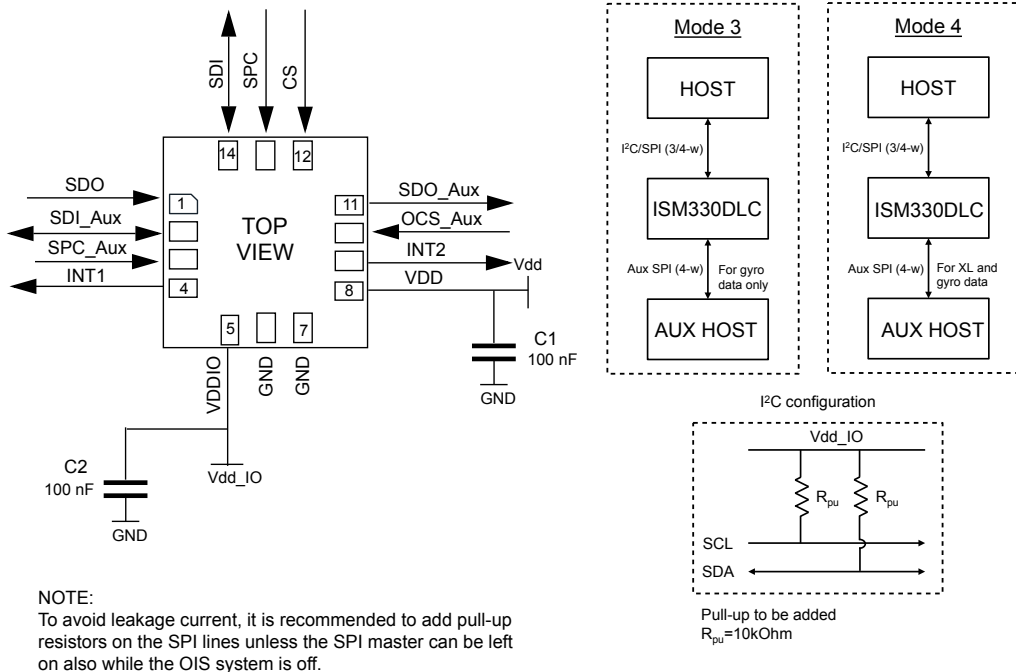 SDI
SPC
CS
14
12
SDO
SDI_Aux
SPC_Aux
INT1
1
4
TOP
VIEW
11
8
SDO_Aux
OCS_Aux
INT2
VDD
Vdd
5
7
VDDIO
GND
GND
C1
100 nF
GND
C2
100 nF
GND
Vdd_IO
NOTE:
To avoid leakage current, it is recommended to add pull-up
resistors on the SPI lines unless the SPI master can be left
on also while the OIS system is off.
Mode 3
HOST
I²C/SPI (3/4-w)
ISM330DLC
Aux SPI (4-w)
For gyro
data only
AUX HOST
Mode 4
HOST
I²C/SPI (3/4-w)
ISM330DLC
Aux SPI (4-w)
For XL and
gyro data
AUX HOST
I²C configuration
Vdd_IO
Rpu
Rpu
SCL
SDA
Pull-up to be added
Rpu=10kOhm